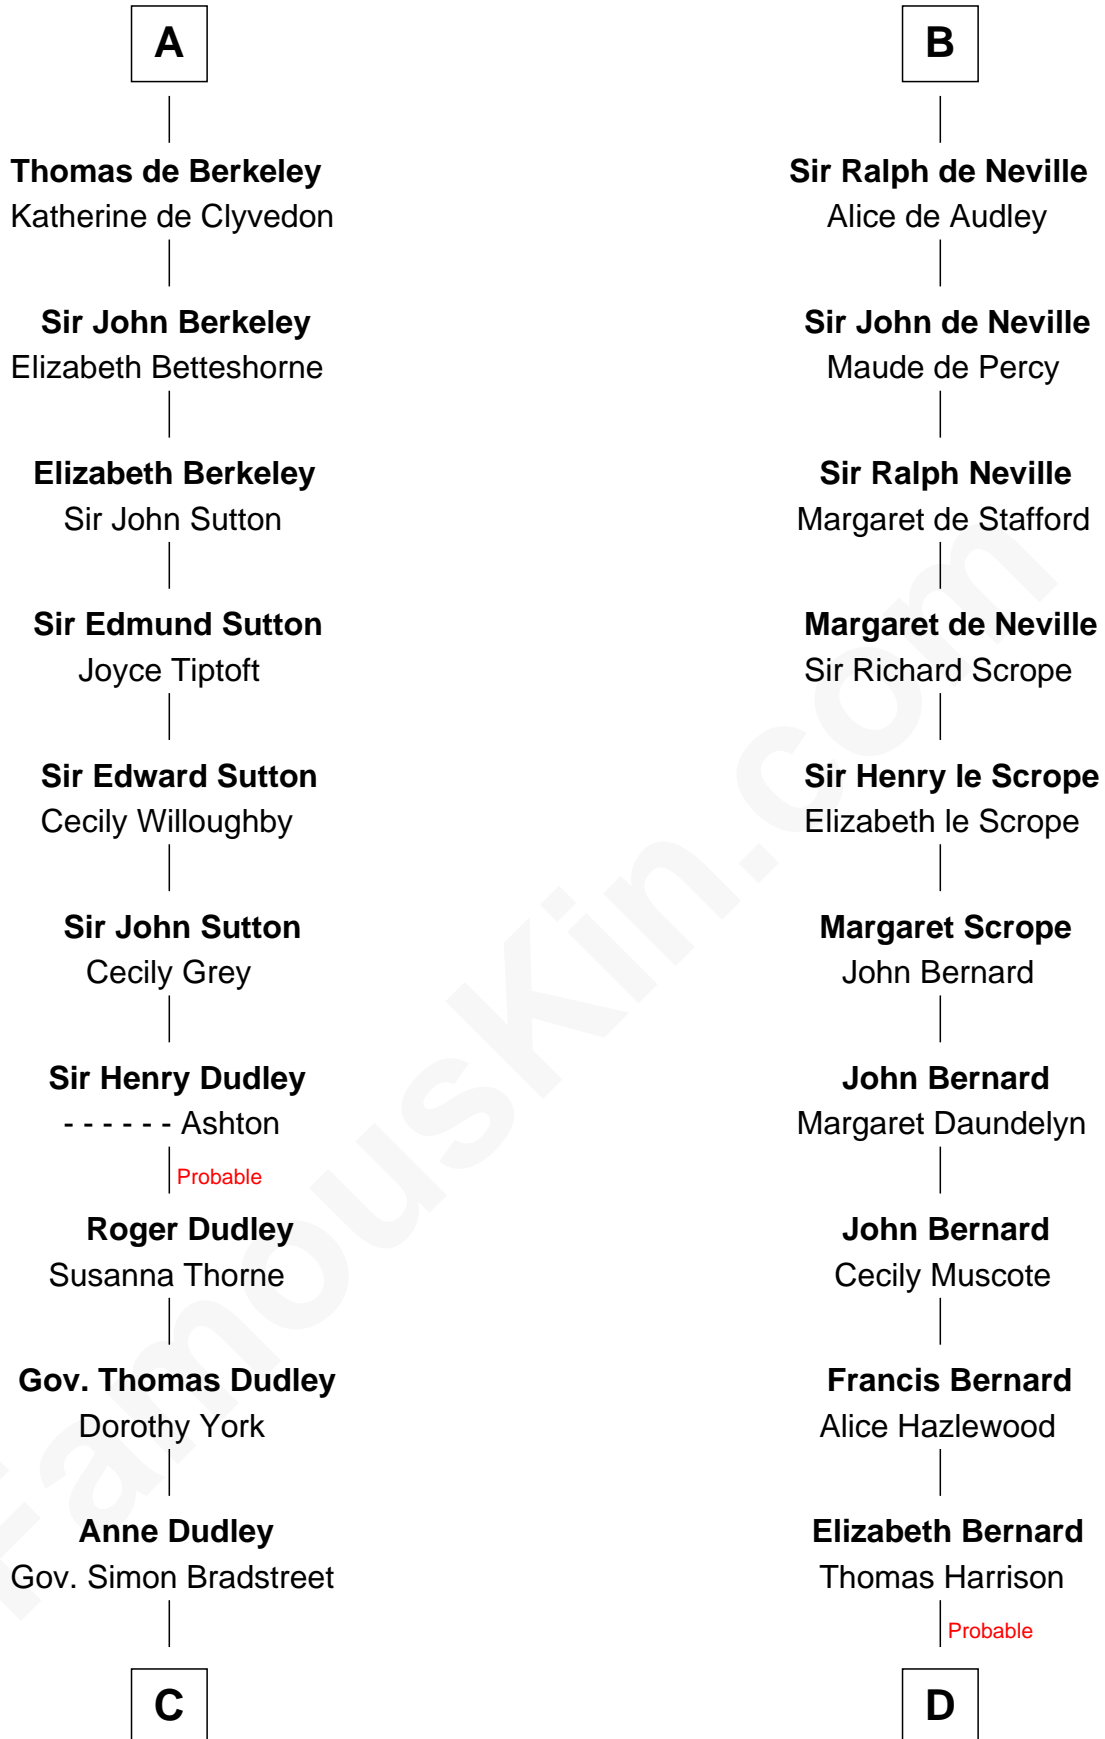 A
Thomas de Berkeley
Katherine de Clyvedon
Sir John Berkeley
Elizabeth Betteshorne
Elizabeth Berkeley
Sir John Sutton
Sir Edmund Sutton
Joyce Tiptoft
Sir Edward Sutton
Cecily Willoughby
Sir John Sutton
Cecily Grey
Sir Henry Dudley
- - - - - - Ashton
Probable
Roger Dudley
Susanna Thorne
Gov. Thomas Dudley
Dorothy York
Anne Dudley
Gov. Simon Bradstreet
C
B
Sir Ralph de Neville
Alice de Audley
Sir John de Neville
Maude de Percy
Sir Ralph Neville
Margaret de Stafford
Margaret de Neville
Sir Richard Scrope
Sir Henry le Scrope
Elizabeth le Scrope
Margaret Scrope
John Bernard
John Bernard
Margaret Daundelyn
John Bernard
Cecily Muscote
Francis Bernard
Alice Hazlewood
Elizabeth Bernard
Thomas Harrison
Probable
D
FamousKin.com